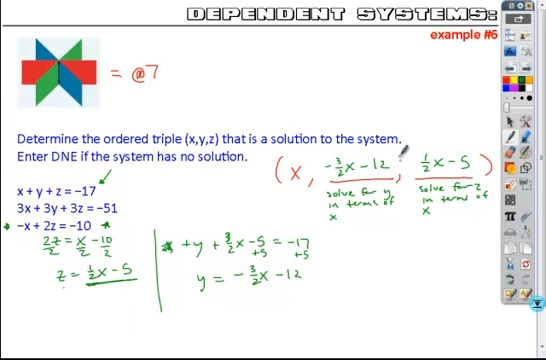 DEPENDENT SYSTEMS:
example #6
= @7
Determine the ordered triple (x,y,z) that is a solution to the system.
Enter DNE if the system has no solution.
(x, -3/2x - 12, 1/2x - 5)
solve for y in terms of x
solve for z in terms of x
x + y + z = -17
3x + 3y + 3z = -51
* -x + 2z = -10 *
2z/2 = x/2 - 10/2
z = 1/2x - 5
+ y + 3/2x - 5 = -17
+5 +5
y = -3/2x - 12